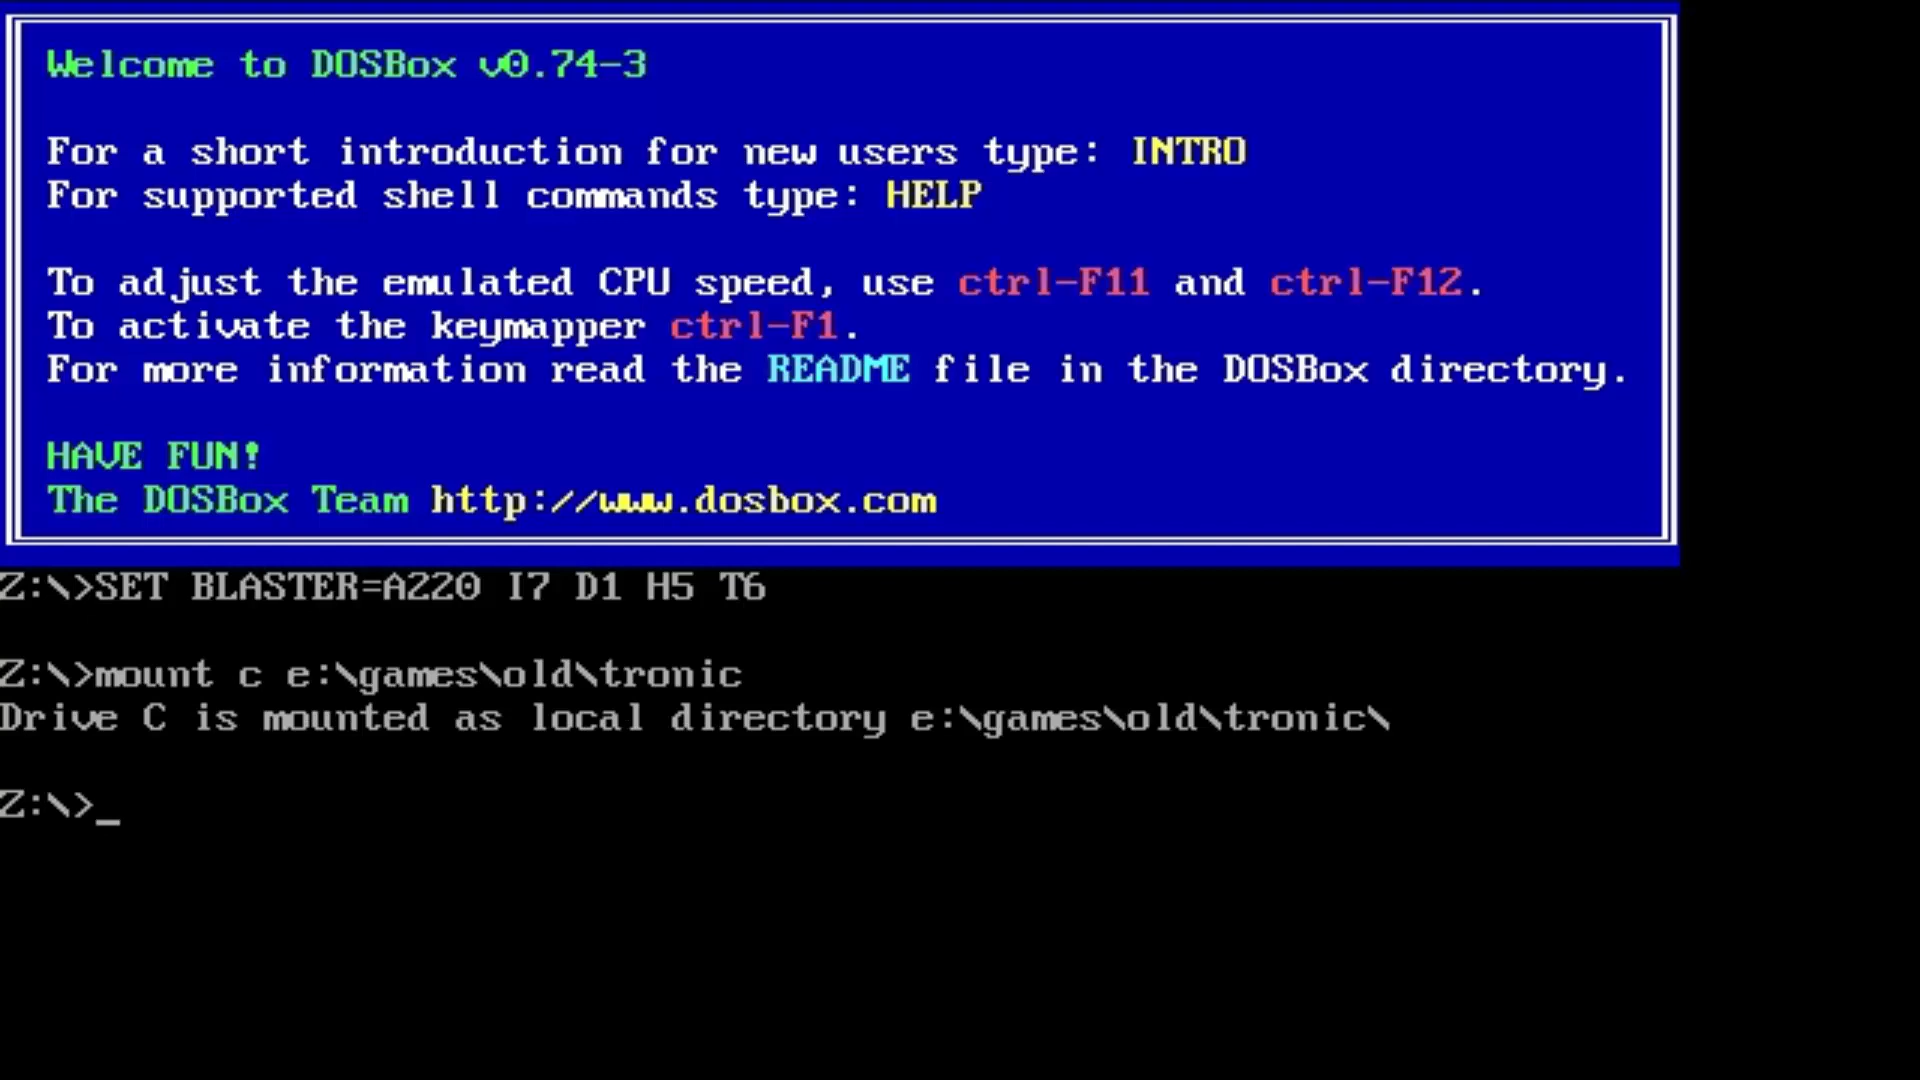 Welcome to DOSBox v0.74-3
For a short introduction for new users type: INTRO
For supported shell commands type: HELP
To adjust the emulated CPU speed, use ctrl-F11 and ctrl-F12.
To activate the keymapper ctrl-F1.
For more information read the README file in the DOSBox directory.
HAVE FUN!
The DOSBox Team http://www.dosbox.com
Z:\>SET BLASTER=A220 I7 D1 H5 T6
Z:\>mount c e:\games\old\tronic
Drive C is mounted as local directory e:\games\old\tronic\
Z:\>_